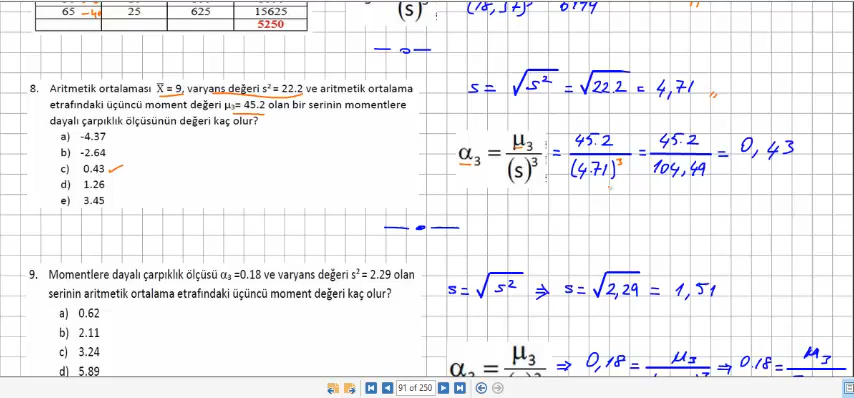 65 -40 25 625 15625
5250
(s)³
8. Aritmetik ortalaması X̅ = 9, varyans değeri s² = 22.2 ve aritmetik ortalama
etrafındaki üçüncü moment değeri µ₃= 45.2 olan bir serinin momentlere
dayalı çarpıklık ölçüsünün değeri kaç olur?
a) -4.37
b) -2.64
c) 0.43
d) 1.26
e) 3.45
s = √s² = √22.2 = 4,71
α₃ = µ₃/(s)³ = 45.2/(4.71)³ = 45.2/104,49 = 0,43
9. Momentlere dayalı çarpıklık ölçüsü α₃ =0.18 ve varyans değeri s² = 2.29 olan
serinin aritmetik ortalama etrafındaki üçüncü moment değeri kaç olur?
a) 0.62
b) 2.11
c) 3.24
d) 5.89
s = √s² ⇒ s = √2,29 = 1,51
α₃ = µ₃ ⇒ 0,18 = µ₃ ⇒ 0.18 = µ₃
91 of 250